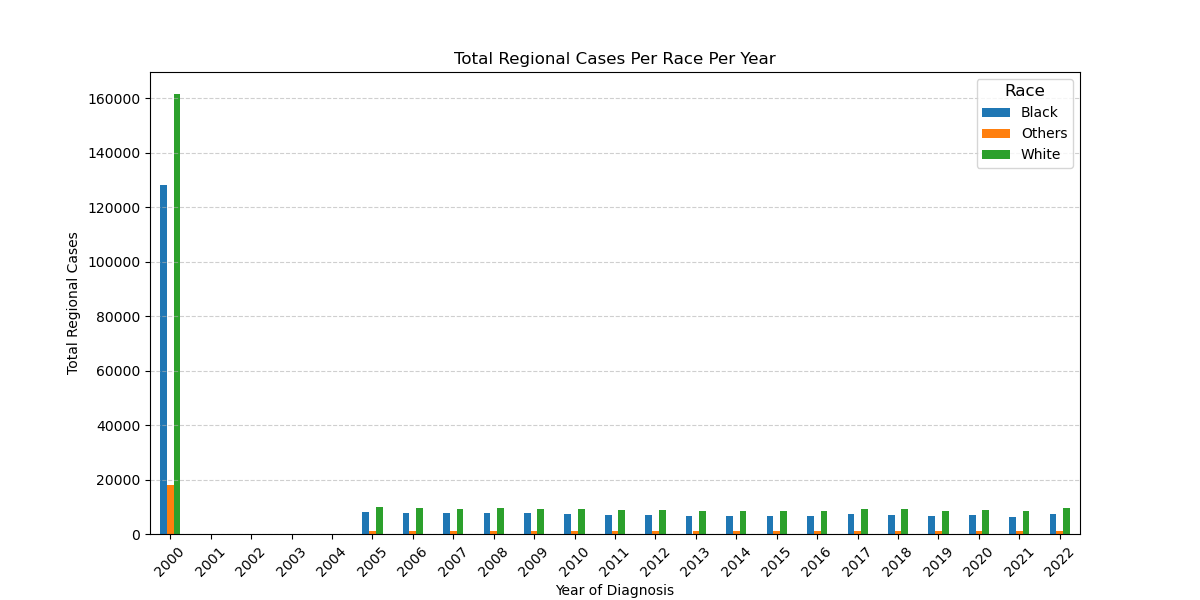 Total Regional Cases Per Race Per Year
Race
Black
Others
White
Total Regional Cases
160000
140000
120000
100000
80000
60000
40000
20000
0
2000 2001 2002 2003 2004 2005 2006 2007 2008 2009 2010 2011 2012 2013 2014 2015 2016 2017 2018 2019 2020 2021 2022
Year of Diagnosis